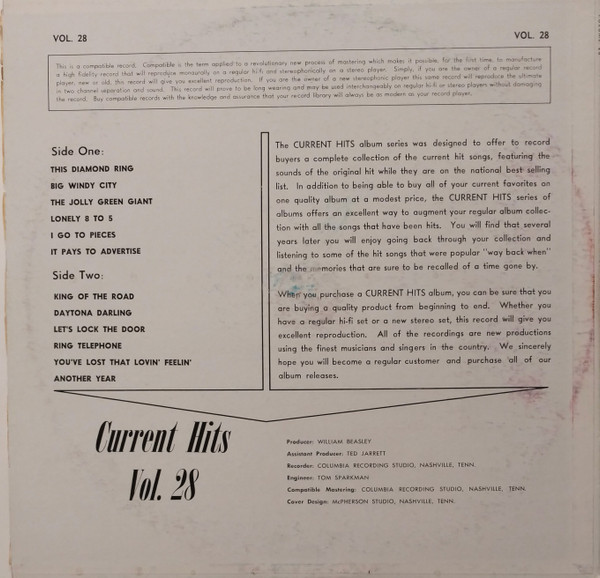 VOL. 28 VOL. 28
This is a compatible record. Compatible is the term applied to a revolutionary new process of mastering which makes it possible, for the first time, to manufacture
a high fidelity record that will reproduce monaurally on a regular hi-fi and stereophonically on a stereo player. Simply, if you are the owner of a regular record
player, new or old, this record will give you excellent reproduction. If you are the owner of a new stereophonic player this same record will reproduce the ultimate
in two channel separation and sound. This record will prove to be long wearing and may be used interchangeably on regular hi-fi or stereo players without damaging
the record. Buy compatible records with the knowledge and assurance that your record library will always be as modern as your record player.
Side One:
THIS DIAMOND RING
BIG WINDY CITY
THE JOLLY GREEN GIANT
LONELY 8 TO 5
I GO TO PIECES
IT PAYS TO ADVERTISE
Side Two:
KING OF THE ROAD
DAYTONA DARLING
LET'S LOCK THE DOOR
RING TELEPHONE
YOU'VE LOST THAT LOVIN' FEELIN'
ANOTHER YEAR
The CURRENT HITS album series was designed to offer to record
buyers a complete collection of the current hit songs, featuring the
sounds of the original hit while they are on the national best selling
list. In addition to being able to buy all of your current favorites on
one quality album at a modest price, the CURRENT HITS series of
albums offers an excellent way to augment your regular album collec-
tion with all the songs that have been hits. You will find that several
years later you will enjoy going back through your collection and
listening to some of the hit songs that were popular "way back when"
and the memories that are sure to be recalled of a time gone by.
When you purchase a CURRENT HITS album, you can be sure that you
are buying a quality product from beginning to end. Whether you
have a regular hi-fi set or a new stereo set, this record will give you
excellent reproduction. All of the recordings are new productions
using the finest musicians and singers in the country. We sincerely
hope you will become a regular customer and purchase all of our
album releases.
Current Hits
Vol. 28
Producer: WILLIAM BEASLEY
Assistant Producer: TED JARRETT
Recorder: COLUMBIA RECORDING STUDIO, NASHVILLE, TENN.
Engineer: TOM SPARKMAN
Compatible Mastering: COLUMBIA RECORDING STUDIO, NASHVILLE, TENN.
Cover Design: McPHERSON STUDIO, NASHVILLE, TENN.